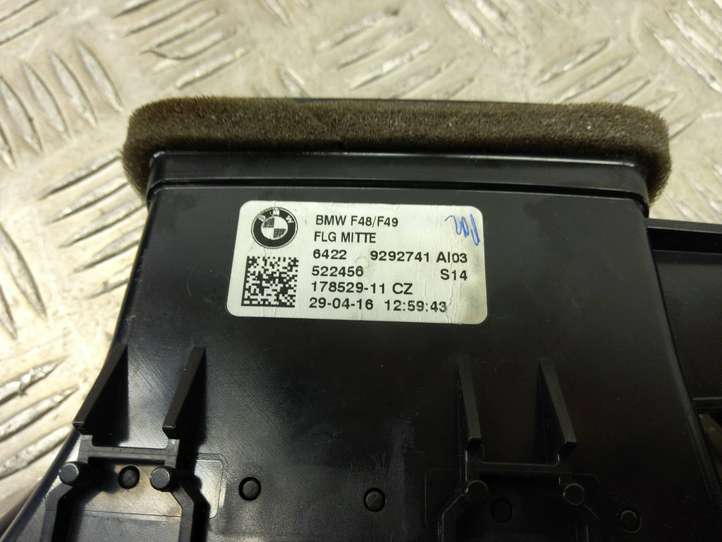 BMW
BMW F48/F49
FLG MITTE
6422 9292741 AI03
522456 S14
178529-11 CZ
29-04-16 12:59:43